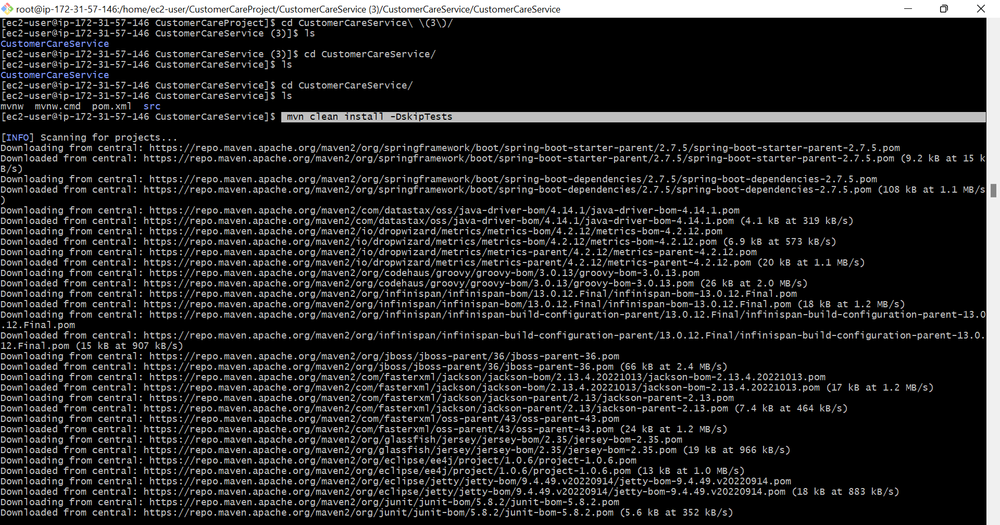 root@ip-172-31-57-146:/home/ec2-user/CustomerCareProject/CustomerCareService (3)/CustomerCareService/CustomerCareService
[ec2-user@ip-172-31-57-146 CustomerCareProject]$ cd CustomerCareService\ \(3\)/
[ec2-user@ip-172-31-57-146 CustomerCareService (3)]$ ls
CustomerCareService
[ec2-user@ip-172-31-57-146 CustomerCareService (3)]$ cd CustomerCareService/
[ec2-user@ip-172-31-57-146 CustomerCareService]$ ls
CustomerCareService
[ec2-user@ip-172-31-57-146 CustomerCareService]$ cd CustomerCareService/
[ec2-user@ip-172-31-57-146 CustomerCareService]$ ls
mvnw  mvnw.cmd  pom.xml  src
[ec2-user@ip-172-31-57-146 CustomerCareService]$  mvn clean install -DskipTests
[INFO] Scanning for projects...
Downloading from central: https://repo.maven.apache.org/maven2/org/springframework/boot/spring-boot-starter-parent/2.7.5/spring-boot-starter-parent-2.7.5.pom
Downloaded from central: https://repo.maven.apache.org/maven2/org/springframework/boot/spring-boot-starter-parent/2.7.5/spring-boot-starter-parent-2.7.5.pom (9.2 kB at 15 k
B/s)
Downloading from central: https://repo.maven.apache.org/maven2/org/springframework/boot/spring-boot-dependencies/2.7.5/spring-boot-dependencies-2.7.5.pom
Downloaded from central: https://repo.maven.apache.org/maven2/org/springframework/boot/spring-boot-dependencies/2.7.5/spring-boot-dependencies-2.7.5.pom (108 kB at 1.1 MB/s
)
Downloading from central: https://repo.maven.apache.org/maven2/com/datastax/oss/java-driver-bom/4.14.1/java-driver-bom-4.14.1.pom
Downloaded from central: https://repo.maven.apache.org/maven2/com/datastax/oss/java-driver-bom/4.14.1/java-driver-bom-4.14.1.pom (4.1 kB at 319 kB/s)
Downloading from central: https://repo.maven.apache.org/maven2/io/dropwizard/metrics/metrics-bom/4.2.12/metrics-bom-4.2.12.pom
Downloaded from central: https://repo.maven.apache.org/maven2/io/dropwizard/metrics/metrics-bom/4.2.12/metrics-bom-4.2.12.pom (6.9 kB at 573 kB/s)
Downloading from central: https://repo.maven.apache.org/maven2/io/dropwizard/metrics/metrics-parent/4.2.12/metrics-parent-4.2.12.pom
Downloaded from central: https://repo.maven.apache.org/maven2/io/dropwizard/metrics/metrics-parent/4.2.12/metrics-parent-4.2.12.pom (20 kB at 1.1 MB/s)
Downloading from central: https://repo.maven.apache.org/maven2/org/codehaus/groovy/groovy-bom/3.0.13/groovy-bom-3.0.13.pom
Downloaded from central: https://repo.maven.apache.org/maven2/org/codehaus/groovy/groovy-bom/3.0.13/groovy-bom-3.0.13.pom (26 kB at 2.0 MB/s)
Downloading from central: https://repo.maven.apache.org/maven2/org/infinispan/infinispan-bom/13.0.12.Final/infinispan-bom-13.0.12.Final.pom
Downloaded from central: https://repo.maven.apache.org/maven2/org/infinispan/infinispan-bom/13.0.12.Final/infinispan-bom-13.0.12.Final.pom (18 kB at 1.2 MB/s)
Downloading from central: https://repo.maven.apache.org/maven2/org/infinispan/infinispan-build-configuration-parent/13.0.12.Final/infinispan-build-configuration-parent-13.0
.12.Final.pom
Downloaded from central: https://repo.maven.apache.org/maven2/org/infinispan/infinispan-build-configuration-parent/13.0.12.Final/infinispan-build-configuration-parent-13.0.
12.Final.pom (15 kB at 907 kB/s)
Downloading from central: https://repo.maven.apache.org/maven2/org/jboss/jboss-parent/36/jboss-parent-36.pom
Downloaded from central: https://repo.maven.apache.org/maven2/org/jboss/jboss-parent/36/jboss-parent-36.pom (66 kB at 2.4 MB/s)
Downloading from central: https://repo.maven.apache.org/maven2/com/fasterxml/jackson/jackson-bom/2.13.4.20221013/jackson-bom-2.13.4.20221013.pom
Downloaded from central: https://repo.maven.apache.org/maven2/com/fasterxml/jackson/jackson-bom/2.13.4.20221013/jackson-bom-2.13.4.20221013.pom (17 kB at 1.2 MB/s)
Downloading from central: https://repo.maven.apache.org/maven2/com/fasterxml/jackson/jackson-parent/2.13/jackson-parent-2.13.pom
Downloaded from central: https://repo.maven.apache.org/maven2/com/fasterxml/jackson/jackson-parent/2.13/jackson-parent-2.13.pom (7.4 kB at 464 kB/s)
Downloading from central: https://repo.maven.apache.org/maven2/com/fasterxml/oss-parent/43/oss-parent-43.pom
Downloaded from central: https://repo.maven.apache.org/maven2/com/fasterxml/oss-parent/43/oss-parent-43.pom (24 kB at 1.2 MB/s)
Downloading from central: https://repo.maven.apache.org/maven2/org/glassfish/jersey/jersey-bom/2.35/jersey-bom-2.35.pom
Downloaded from central: https://repo.maven.apache.org/maven2/org/glassfish/jersey/jersey-bom/2.35/jersey-bom-2.35.pom (19 kB at 966 kB/s)
Downloading from central: https://repo.maven.apache.org/maven2/org/eclipse/ee4j/project/1.0.6/project-1.0.6.pom
Downloaded from central: https://repo.maven.apache.org/maven2/org/eclipse/ee4j/project/1.0.6/project-1.0.6.pom (13 kB at 1.0 MB/s)
Downloading from central: https://repo.maven.apache.org/maven2/org/eclipse/jetty/jetty-bom/9.4.49.v20220914/jetty-bom-9.4.49.v20220914.pom
Downloaded from central: https://repo.maven.apache.org/maven2/org/eclipse/jetty/jetty-bom/9.4.49.v20220914/jetty-bom-9.4.49.v20220914.pom (18 kB at 883 kB/s)
Downloading from central: https://repo.maven.apache.org/maven2/org/junit/junit-bom/5.8.2/junit-bom-5.8.2.pom
Downloaded from central: https://repo.maven.apache.org/maven2/org/junit/junit-bom/5.8.2/junit-bom-5.8.2.pom (5.6 kB at 352 kB/s)